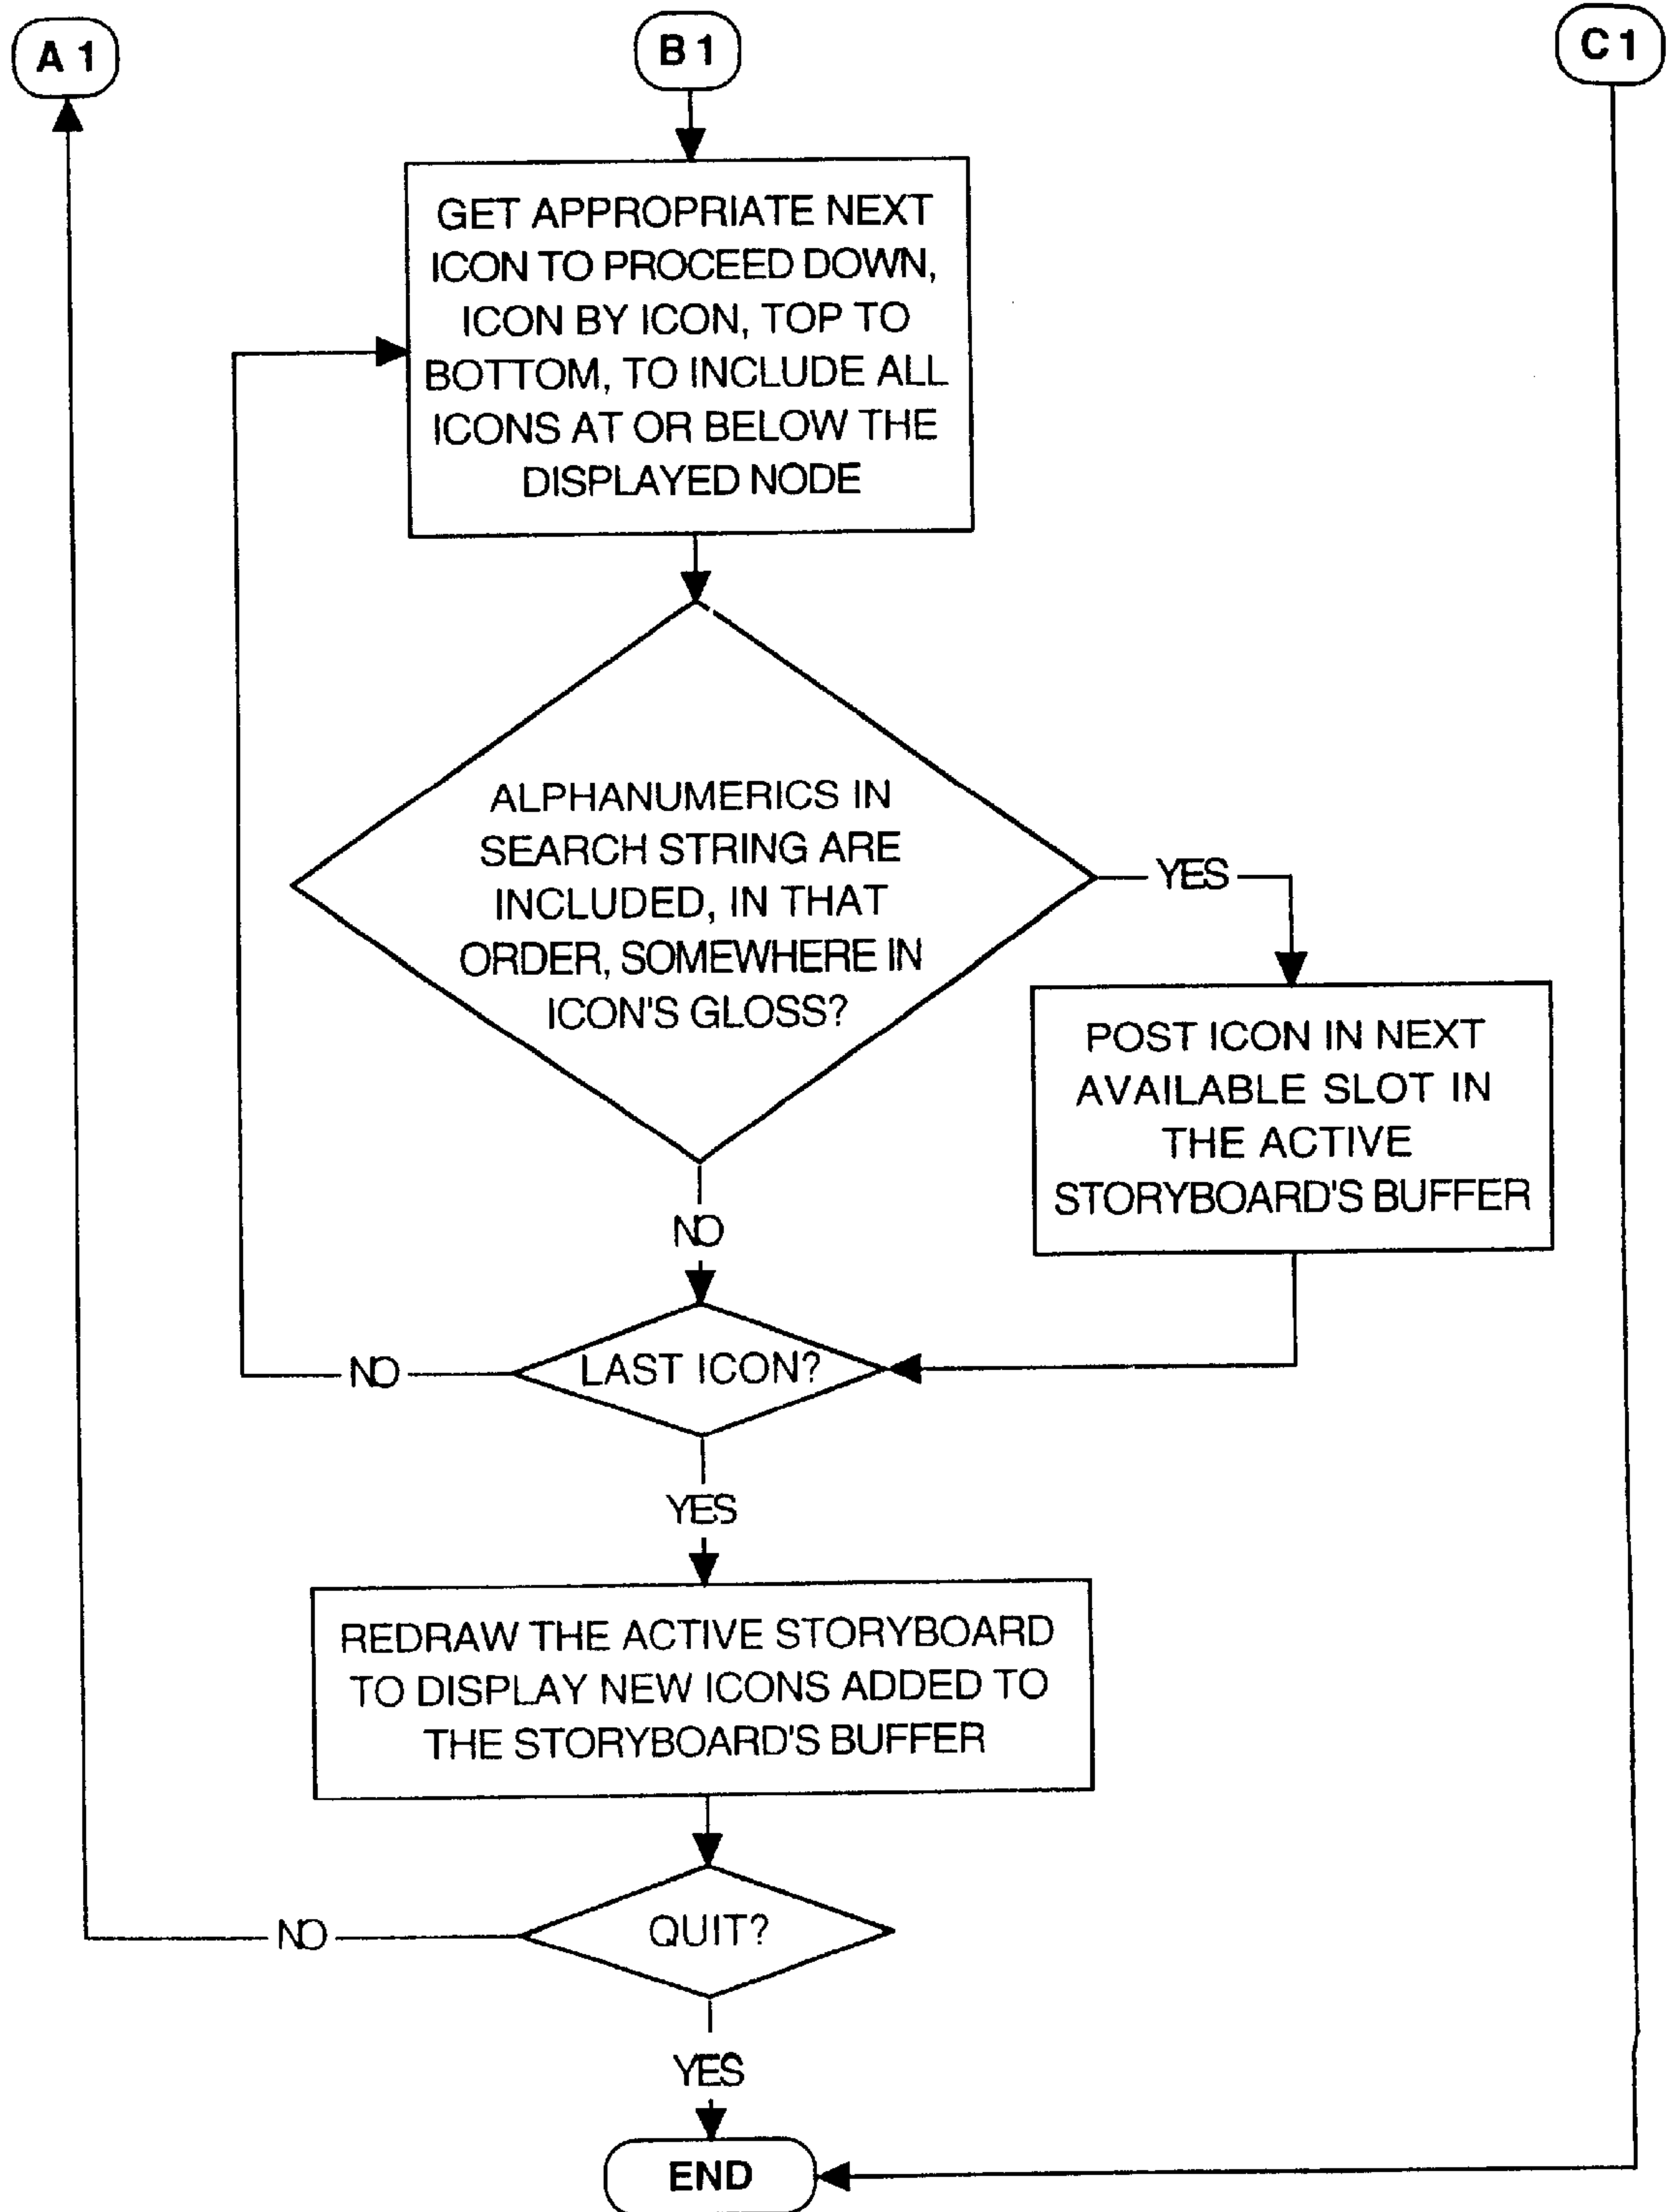 A 1
B 1
C 1
GET APPROPRIATE NEXT
ICON TO PROCEED DOWN,
ICON BY ICON, TOP TO
BOTTOM, TO INCLUDE ALL
ICONS AT OR BELOW THE
DISPLAYED NODE
ALPHANUMERICS IN
SEARCH STRING ARE
INCLUDED, IN THAT
ORDER, SOMEWHERE IN
ICON'S GLOSS?
YES
POST ICON IN NEXT
AVAILABLE SLOT IN
THE ACTIVE
STORYBOARD'S BUFFER
NO
LAST ICON?
NO
YES
REDRAW THE ACTIVE STORYBOARD
TO DISPLAY NEW ICONS ADDED TO
THE STORYBOARD'S BUFFER
QUIT?
NO
YES
END